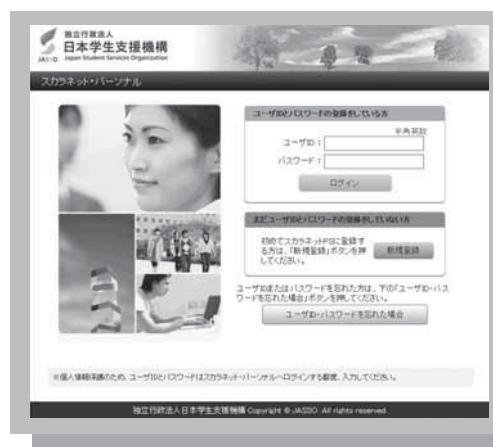 独立行政法人
日本学生支援機構
JASSO Japan Student Services Organization
スカラネット・パーソナル
ユーザIDとパスワードの登録をしている方
半角英数
ユーザID：
パスワード：
ログイン
まだユーザIDとパスワードの登録をしていない方
初めてスカラネットPSに登録す
る方は、「新規登録」ボタンを押
してください。
新規登録
ユーザIDまたはパスワードを忘れた方は、下の「ユーザID・パス
ワードを忘れた場合」ボタンを押してください。
ユーザID・パスワードを忘れた場合
※個人情報保護のため、ユーザIDとパスワードはスカラネット・パーソナルへログインする都度、入力してください。
独立行政法人日本学生支援機構 Copyright © JASSO. All rights reserved.